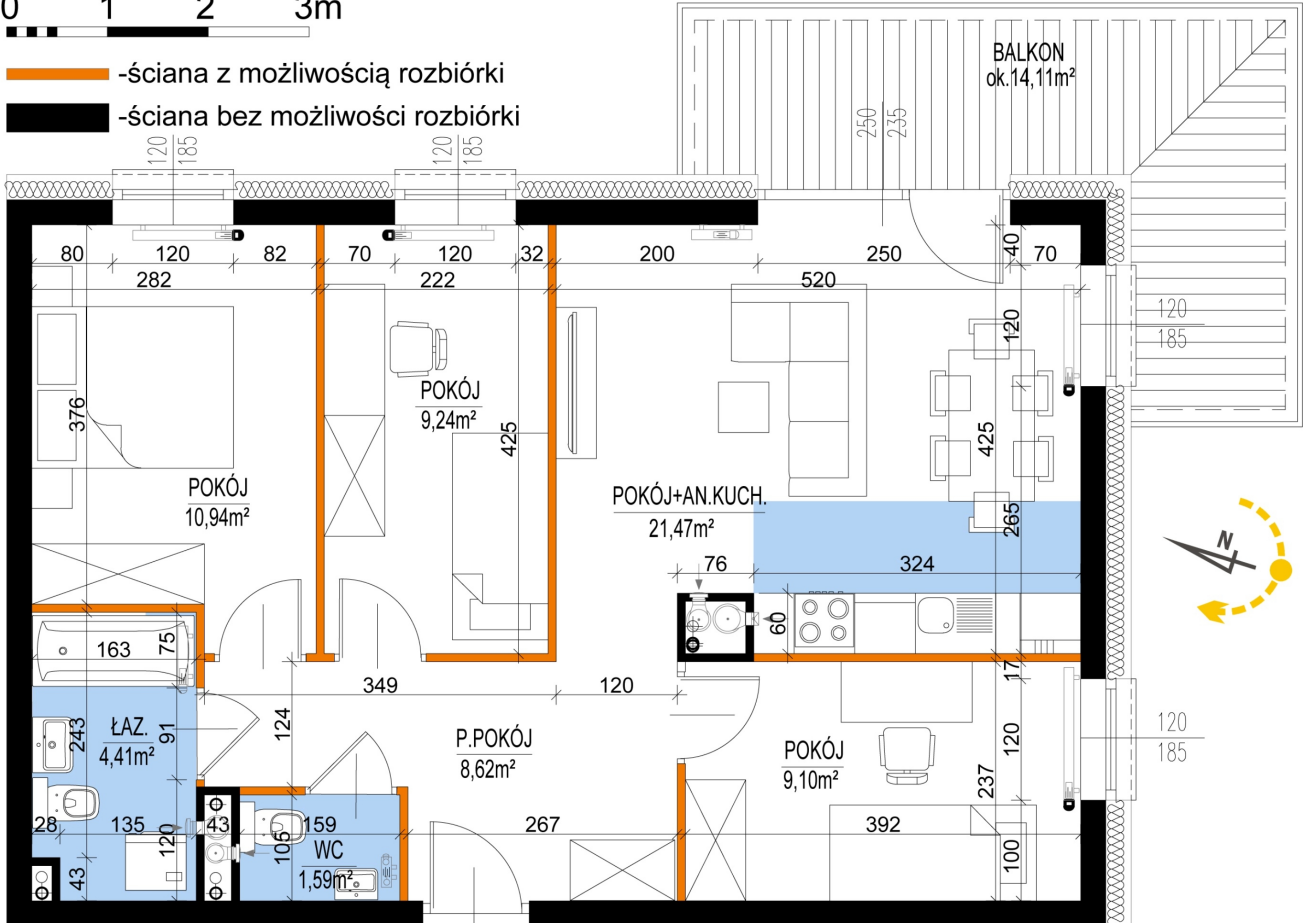 0 1 2 3m
-ściana z możliwością rozbiórki
-ściana bez możliwości rozbiórki
BALKON
ok.14,11m²
250
235
120
185
120
185
80 120 82 70 120 32 200 250 40 70
282 222 520
120
120
185
POKÓJ
9,24m²
376
425
425
POKÓJ
10,94m²
POKÓJ+AN.KUCH.
21,47m²
265
N
76 324
60
163 75
349 120
17
124
ŁAZ.
4,41m²
243
91
P.POKÓJ
8,62m²
POKÓJ
9,10m²
120
120
185
237
28 135 43 159 267 392
120
105
WC
1,59m²
43
100